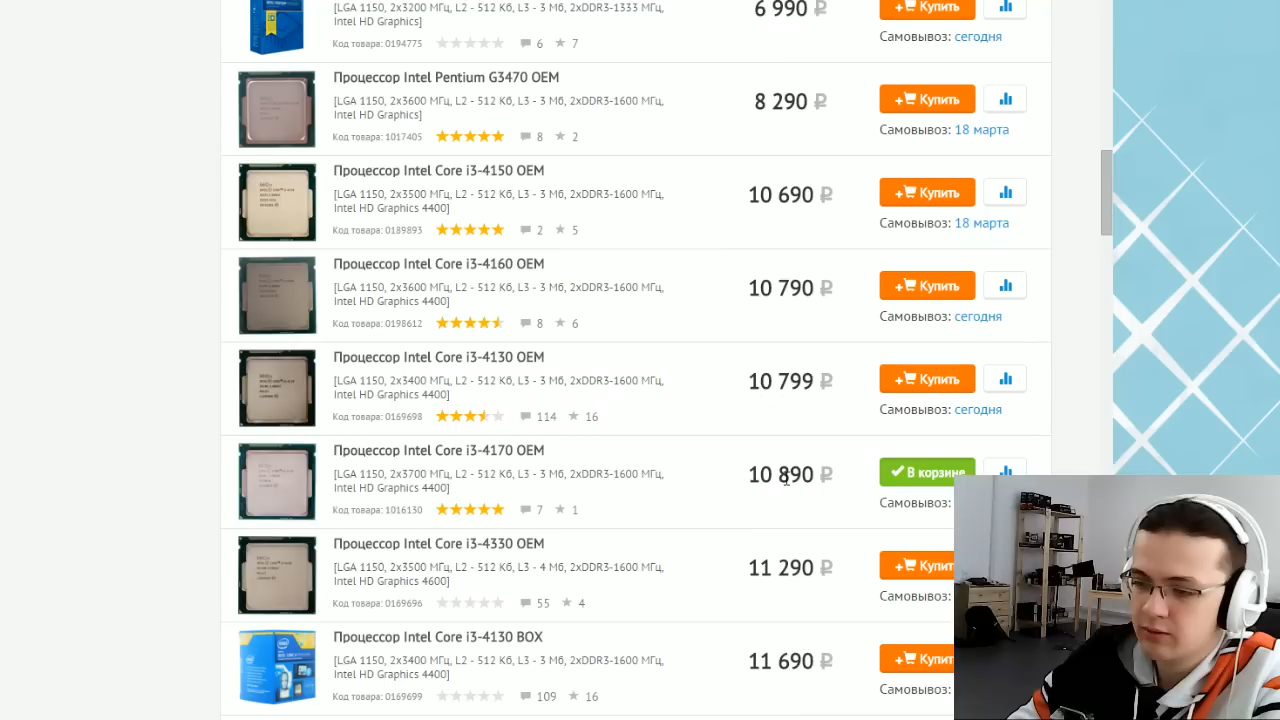 [LGA 1150, 2x3200 МГц, L2 - 512 Кб, L3 - 3 Мб, 2xDDR3-1333 МГц,
Intel HD Graphics]
6 990 ₽
Купить
Код товара: 0194775 6 7
Самовывоз: сегодня
Процессор Intel Pentium G3470 OEM
[LGA 1150, 2x3600 МГц, L2 - 512 Кб, L3 - 3 Мб, 2xDDR3-1600 МГц,
Intel HD Graphics]
8 290 ₽
Купить
Код товара: 1017405 8 2
Самовывоз: 18 марта
Процессор Intel Core i3-4150 OEM
[LGA 1150, 2x3500 МГц, L2 - 512 Кб, L3 - 3 Мб, 2xDDR3-1600 МГц,
Intel HD Graphics 4400]
10 690 ₽
Купить
Код товара: 0189893 2 5
Самовывоз: 18 марта
Процессор Intel Core i3-4160 OEM
[LGA 1150, 2x3600 МГц, L2 - 512 Кб, L3 - 3 Мб, 2xDDR3-1600 МГц,
Intel HD Graphics 4400]
10 790 ₽
Купить
Код товара: 0198612 8 6
Самовывоз: сегодня
Процессор Intel Core i3-4130 OEM
[LGA 1150, 2x3400 МГц, L2 - 512 Кб, L3 - 3 Мб, 2xDDR3-1600 МГц,
Intel HD Graphics 4400]
10 799 ₽
Купить
Код товара: 0169698 114 16
Самовывоз: сегодня
Процессор Intel Core i3-4170 OEM
[LGA 1150, 2x3700 МГц, L2 - 512 Кб, L3 - 3 Мб, 2xDDR3-1600 МГц,
Intel HD Graphics 4400]
10 890 ₽
В корзине
Код товара: 1016130 7 1
Самовывоз:
Процессор Intel Core i3-4330 OEM
[LGA 1150, 2x3500 МГц, L2 - 512 Кб, L3 - 4 Мб, 2xDDR3-1600 МГц,
Intel HD Graphics 4600]
11 290 ₽
Купит
Код товара: 0169696 55 4
Самовывоз:
Процессор Intel Core i3-4130 BOX
[LGA 1150, 2x3400 МГц, L2 - 512 Кб, L3 - 3 Мб, 2xDDR3-1600 МГц,
Intel HD Graphics 4400]
11 690 ₽
Купит
109 16
Самовывоз: